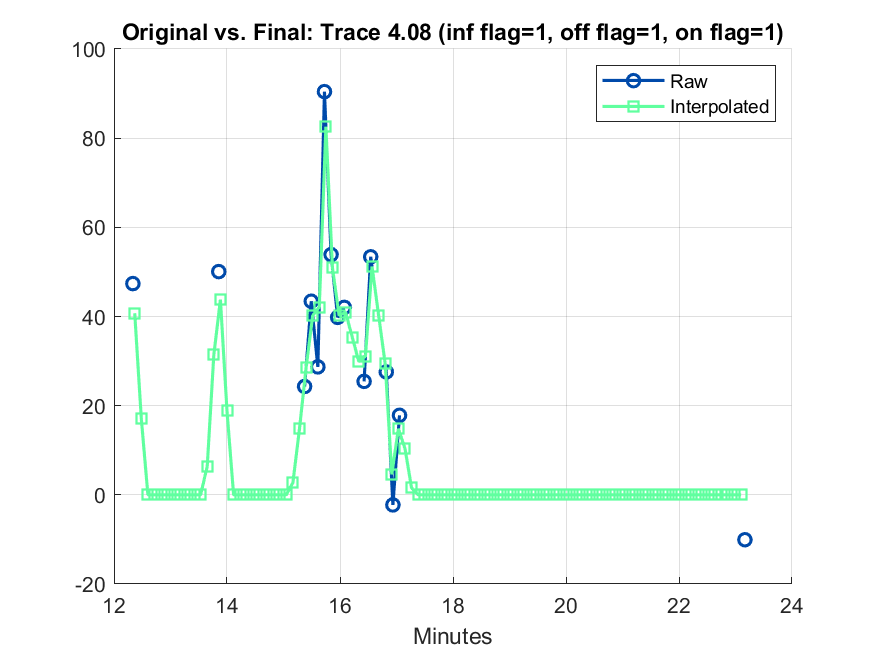 Original vs. Final: Trace 4.08 (inf flag=1, off flag=1, on flag=1)
100
80
60
40
20
0
-20
Raw
Interpolated
12 14 16 18 20 22 24
Minutes